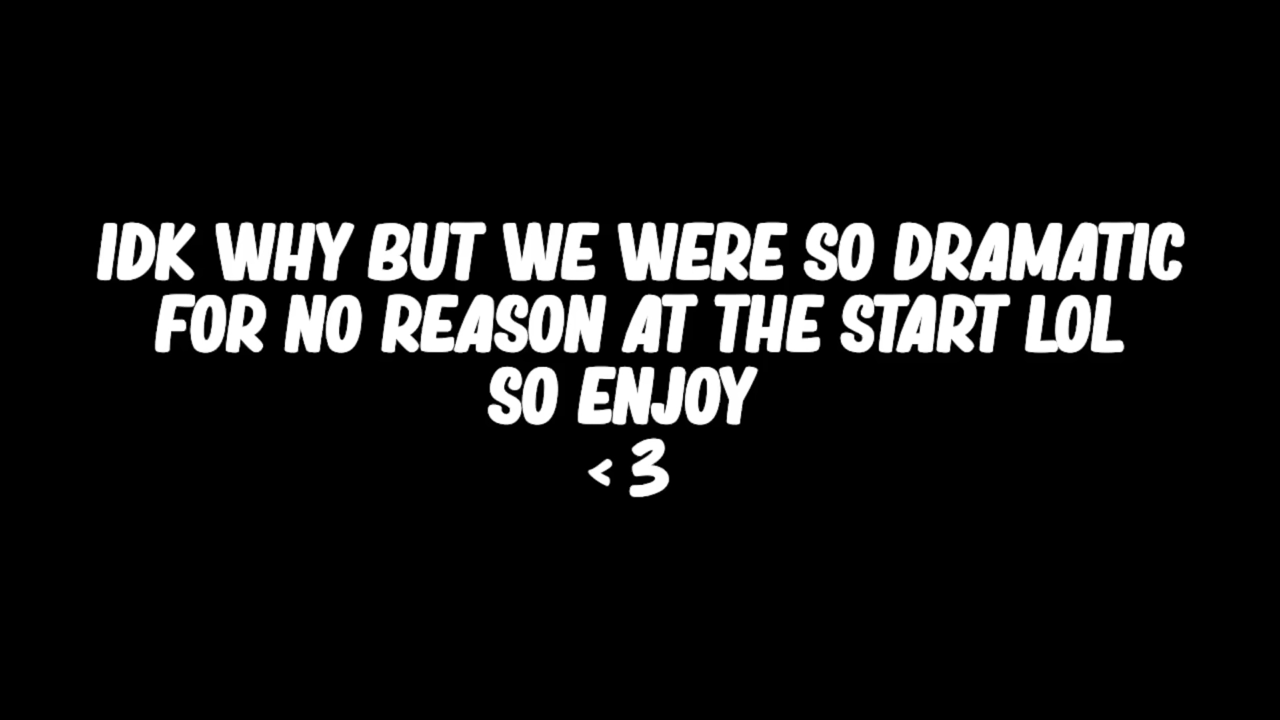 IDK WHY BUT WE WERE SO DRAMATIC
FOR NO REASON AT THE START LOL
SO ENJOY
<3